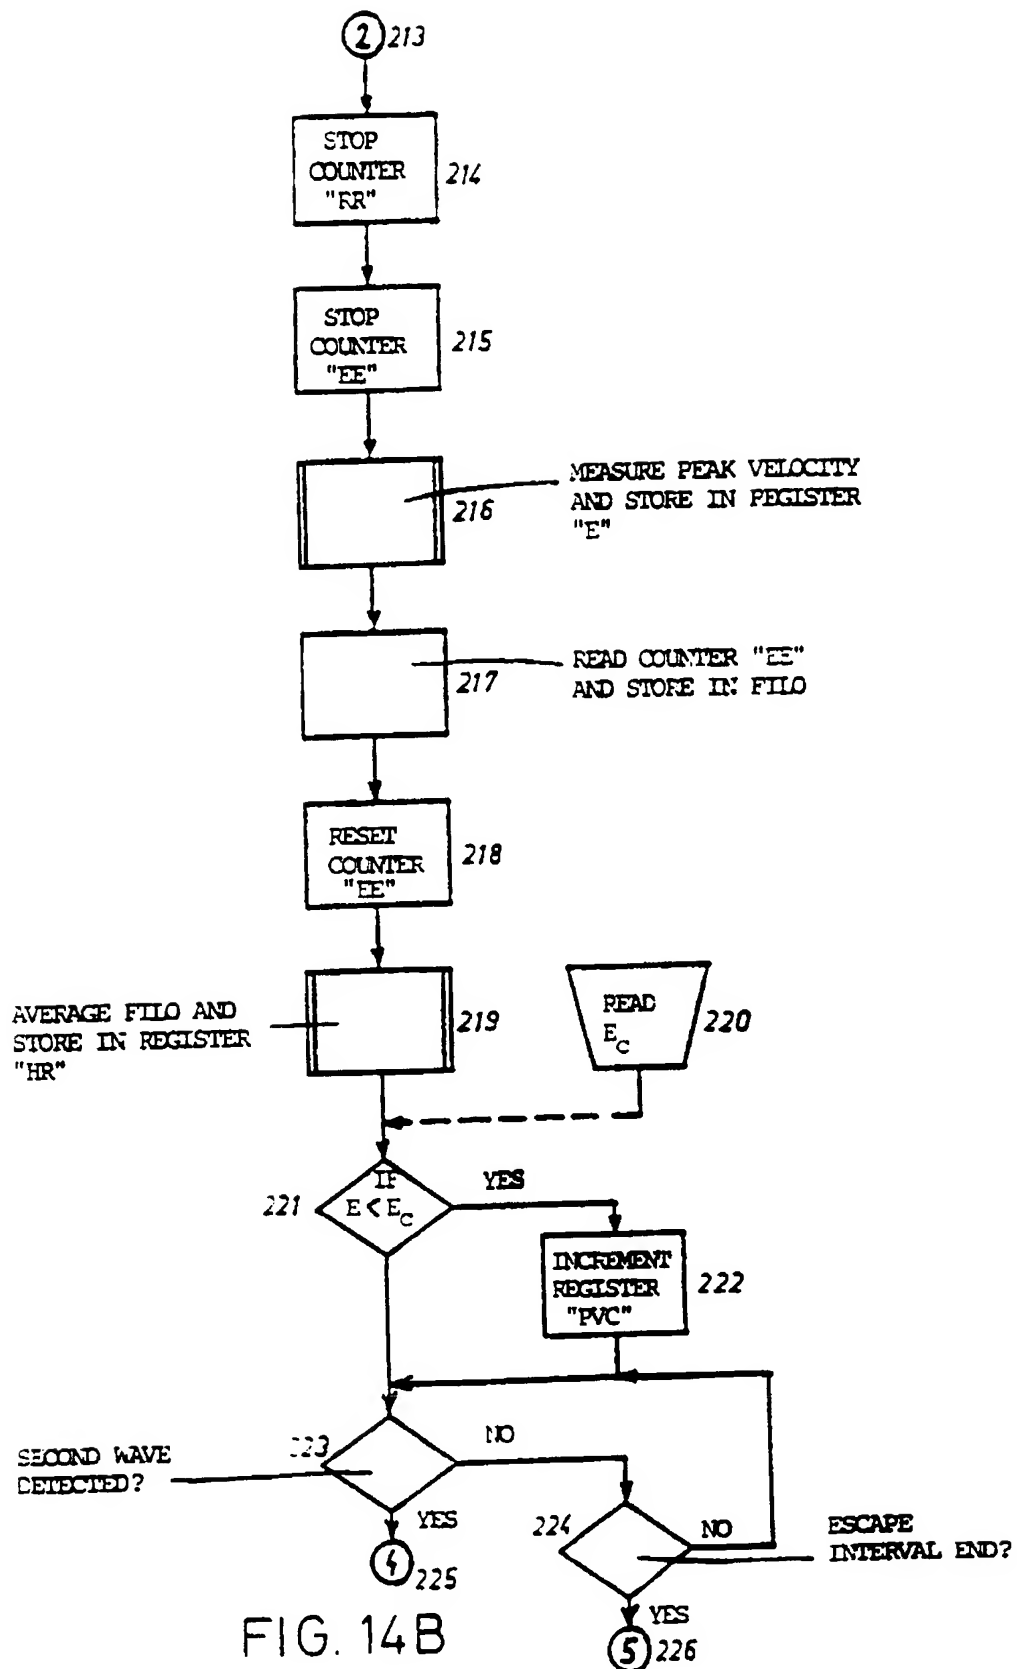 2 213
STOP
COUNTER
"RR"
214
STOP
COUNTER
"EE"
215
216
MEASURE PEAK VELOCITY
AND STORE IN REGISTER
"E"
217
READ COUNTER "EE"
AND STORE IN FILO
RESET
COUNTER
"EE"
218
AVERAGE FILO AND
STORE IN REGISTER
"HR"
219
READ
E_C
220
221
IF
E < E_C
YES
INCREMENT
REGISTER
"PVC"
222
SECOND WAVE
DETECTED?
223
NO
YES
4 225
224
NO
ESCAPE
INTERVAL END?
YES
5 226
FIG. 14B